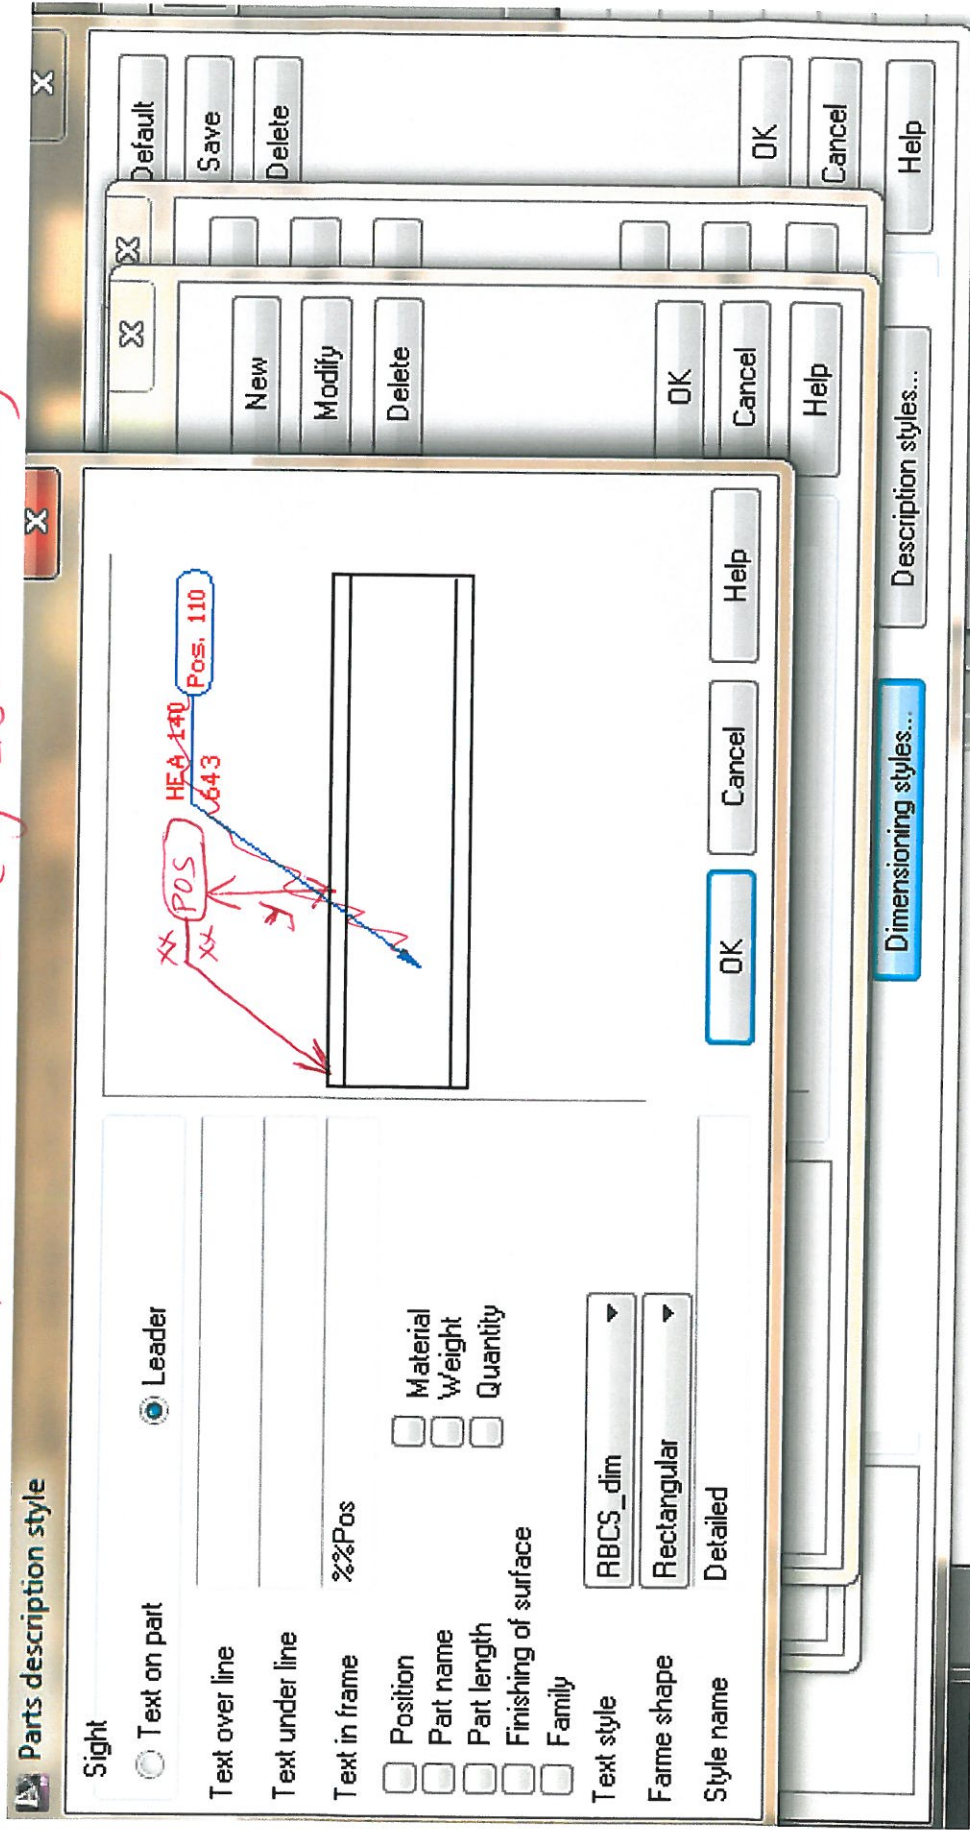 Parts description style
X
X
X
X
Sight
Text on part
Leader
Text over line
Text under line
Text in frame
%%Pos
Position
Part name
Part length
Finishing of surface
Family
Material
Weight
Quantity
Text style
RBCS_dim
Farme shape
Rectangular
Style name
Detailed
xx
xx
POS
HEA 140
643
Pos. 110
OK
Cancel
Help
New
Modify
Delete
OK
Cancel
Help
Default
Save
Delete
OK
Cancel
Help
Dimensioning styles...
Description styles...